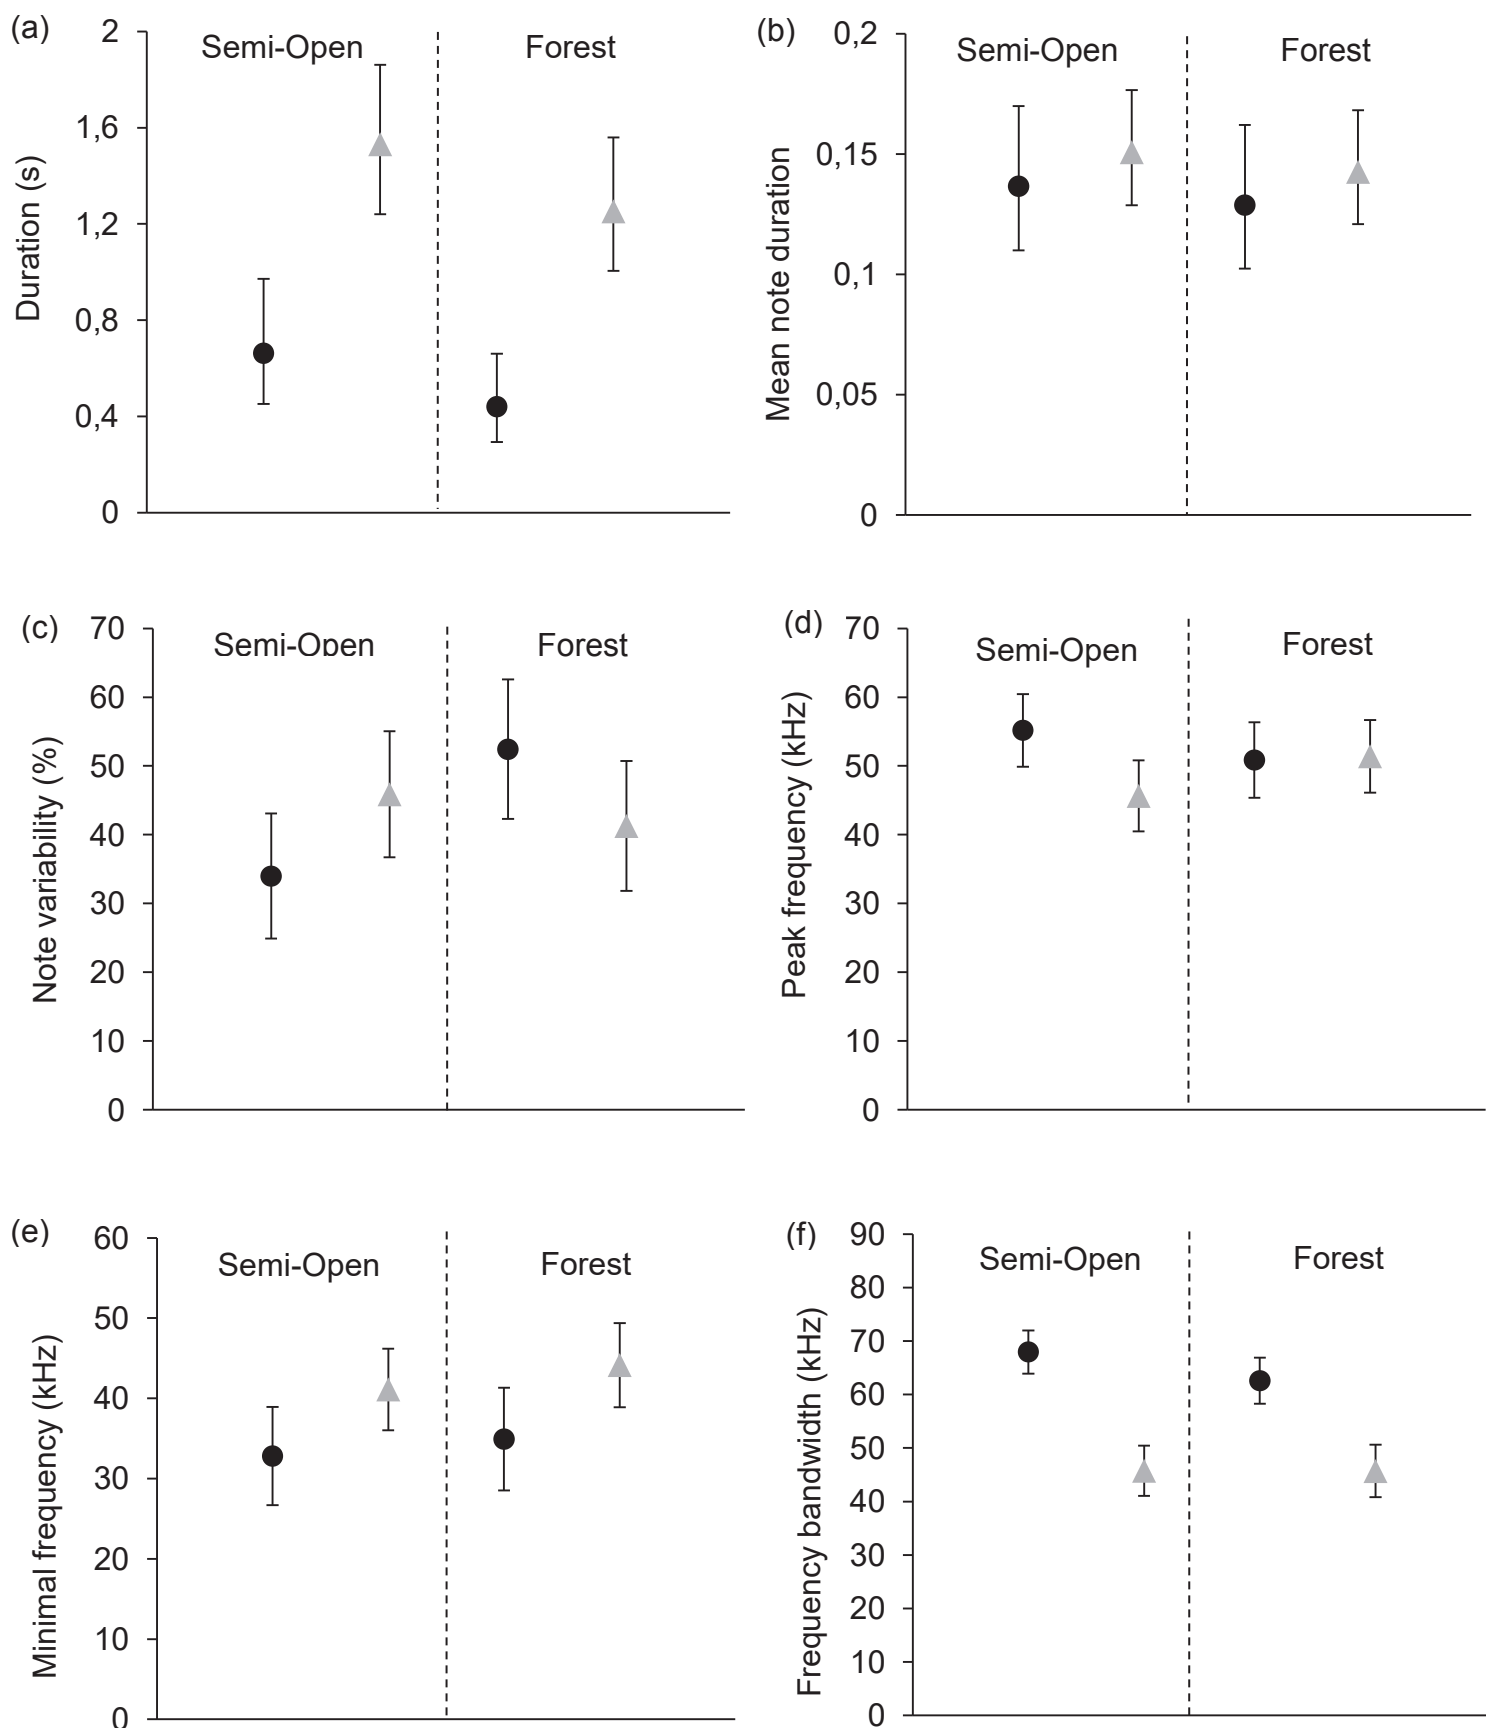 (a)
Semi-Open
Forest
Duration (s)
2
1,6
1,2
0,8
0,4
0
(b)
Semi-Open
Forest
Mean note duration
0,2
0,15
0,1
0,05
0
(c)
Semi-Open
Forest
Note variability (%)
70
60
50
40
30
20
10
0
(d)
Semi-Open
Forest
Peak frequency (kHz)
70
60
50
40
30
20
10
0
(e)
Semi-Open
Forest
Minimal frequency (kHz)
60
50
40
30
20
10
0
(f)
Semi-Open
Forest
Frequency bandwidth (kHz)
90
80
70
60
50
40
30
20
10
0